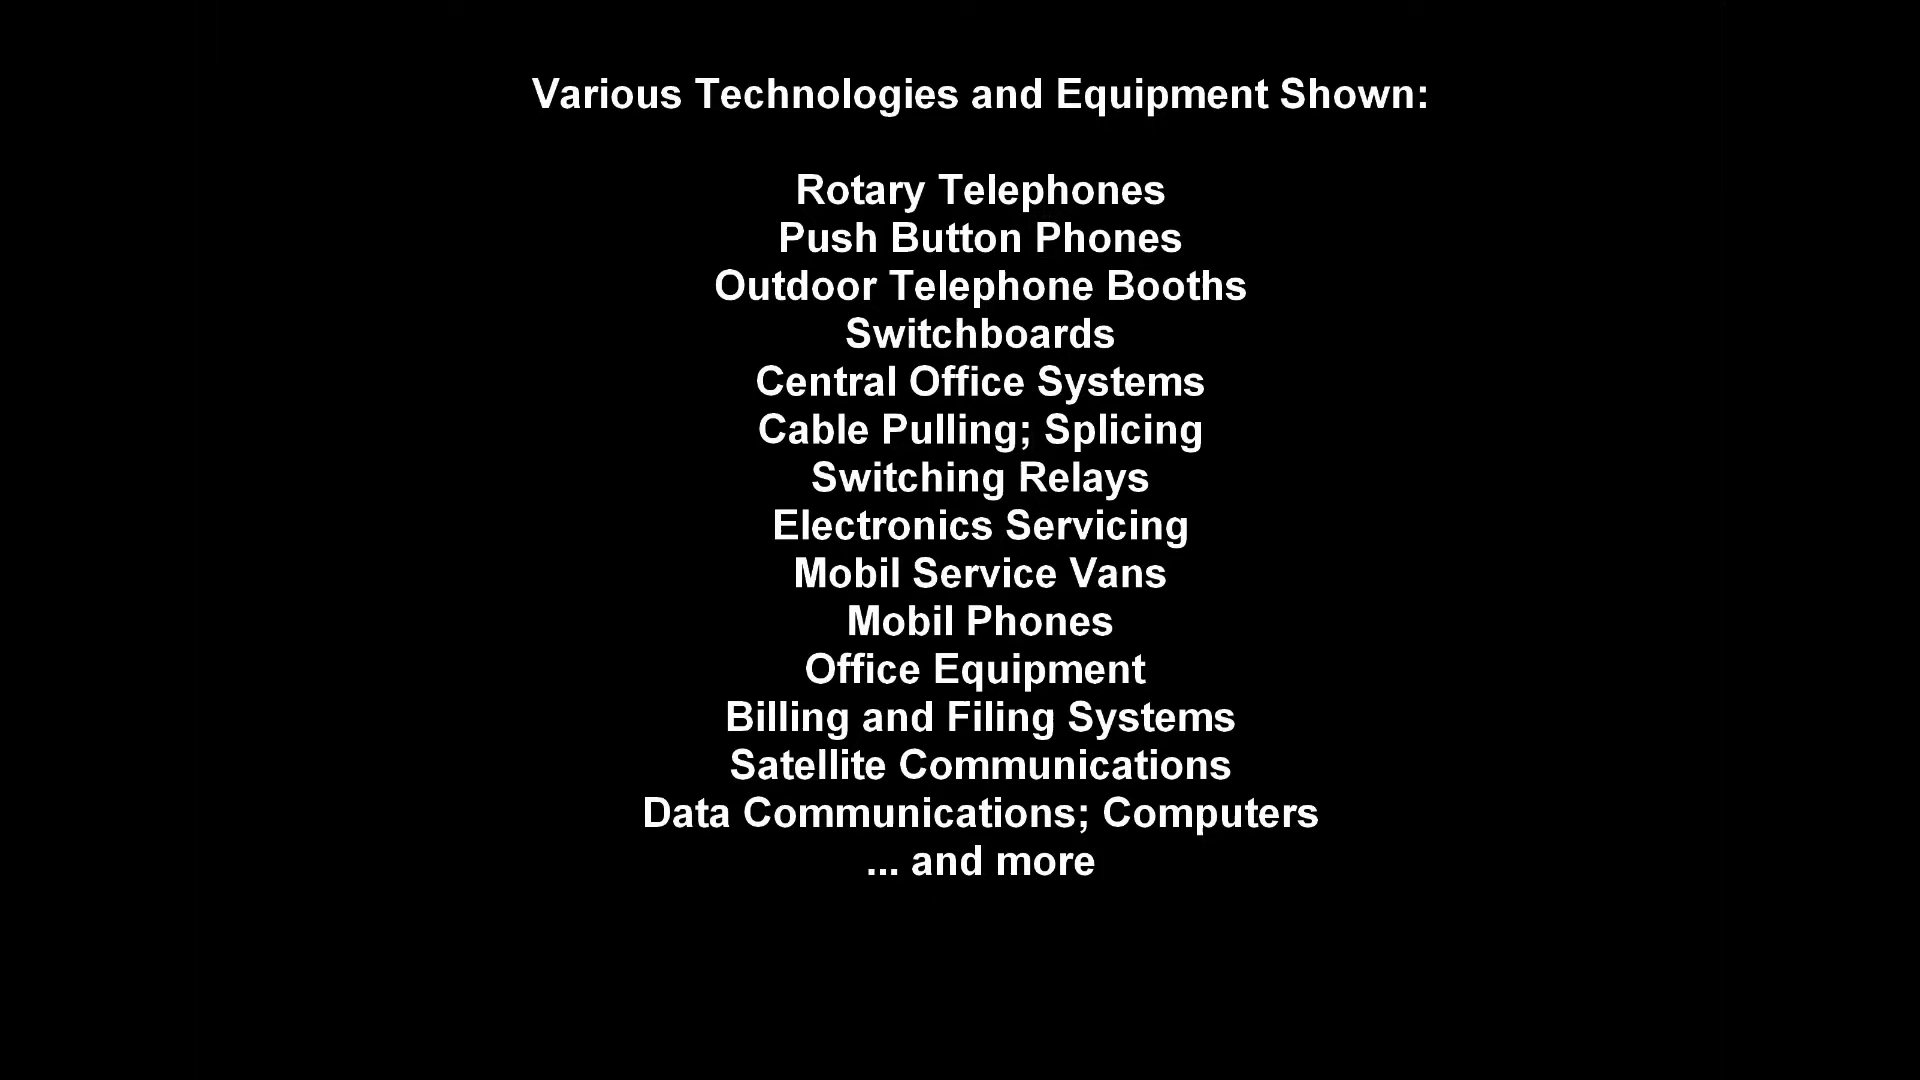 Various Technologies and Equipment Shown:
Rotary Telephones
Push Button Phones
Outdoor Telephone Booths
Switchboards
Central Office Systems
Cable Pulling; Splicing
Switching Relays
Electronics Servicing
Mobil Service Vans
Mobil Phones
Office Equipment
Billing and Filing Systems
Satellite Communications
Data Communications; Computers
... and more